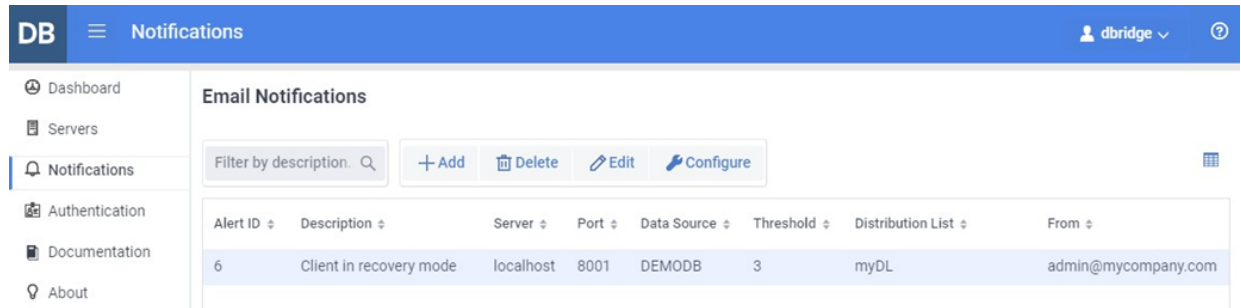 DB Notifications dbridge
Dashboard
Servers
Notifications
Authentication
Documentation
About
Email Notifications
Filter by description. Add Delete Edit Configure
Alert ID Description Server Port Data Source Threshold Distribution List From
6 Client in recovery mode localhost 8001 DEMODB 3 myDL admin@mycompany.com